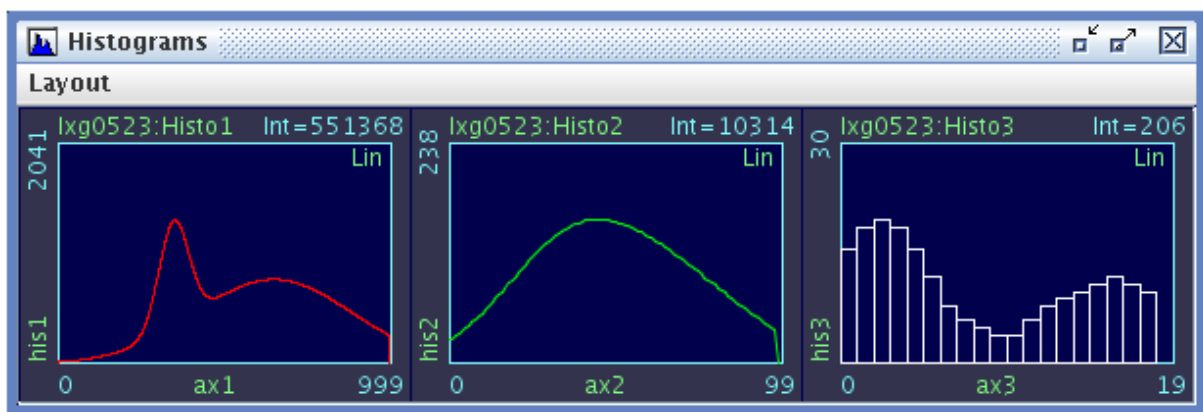 Histograms
Layout
lxg0523:Histo1 Int=551368
2041
Lin
his1
0 ax1 999
lxg0523:Histo2 Int=10314
238
Lin
his2
0 ax2 99
lxg0523:Histo3 Int=206
30
Lin
his3
0 ax3 19